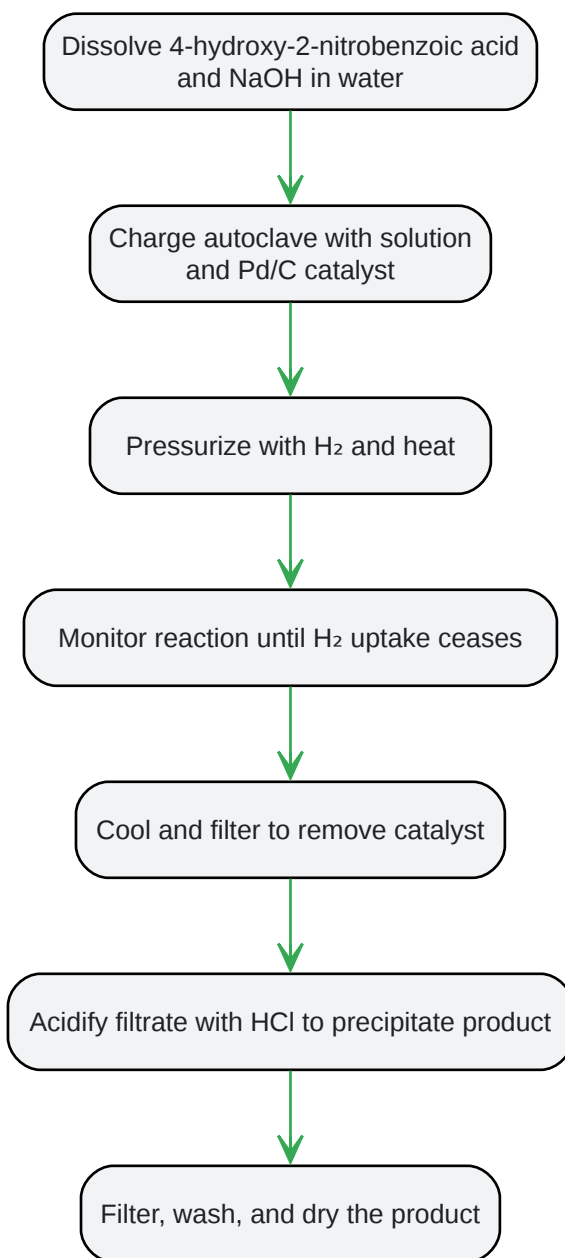 Dissolve 4-hydroxy-2-nitrobenzoic acid
and NaOH in water
Charge autoclave with solution
and Pd/C catalyst
Pressurize with H₂ and heat
Monitor reaction until H₂ uptake ceases
Cool and filter to remove catalyst
Acidify filtrate with HCl to precipitate product
Filter, wash, and dry the product